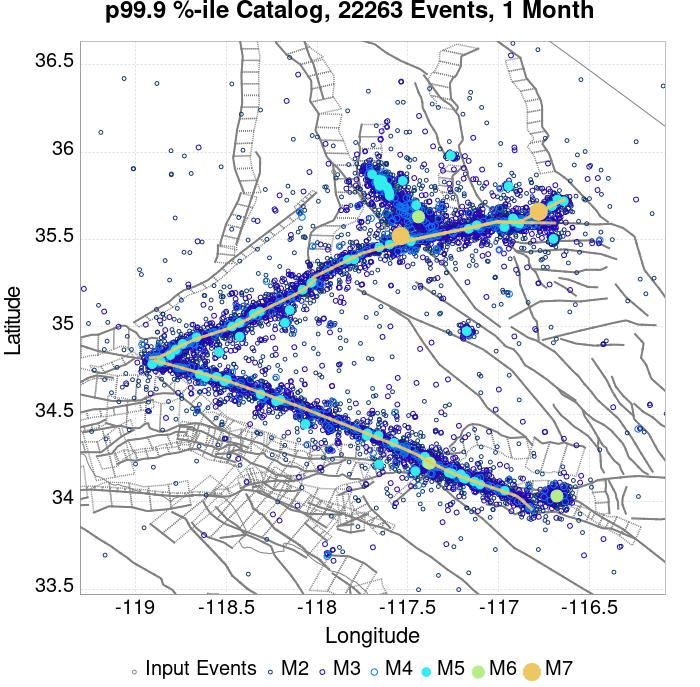 p99.9 %-ile Catalog, 22263 Events, 1 Month
36.5
36
35.5
35
34.5
34
33.5
Latitude
-119 -118.5 -118 -117.5 -117 -116.5
Longitude
Input Events M2 M3 M4 M5 M6 M7